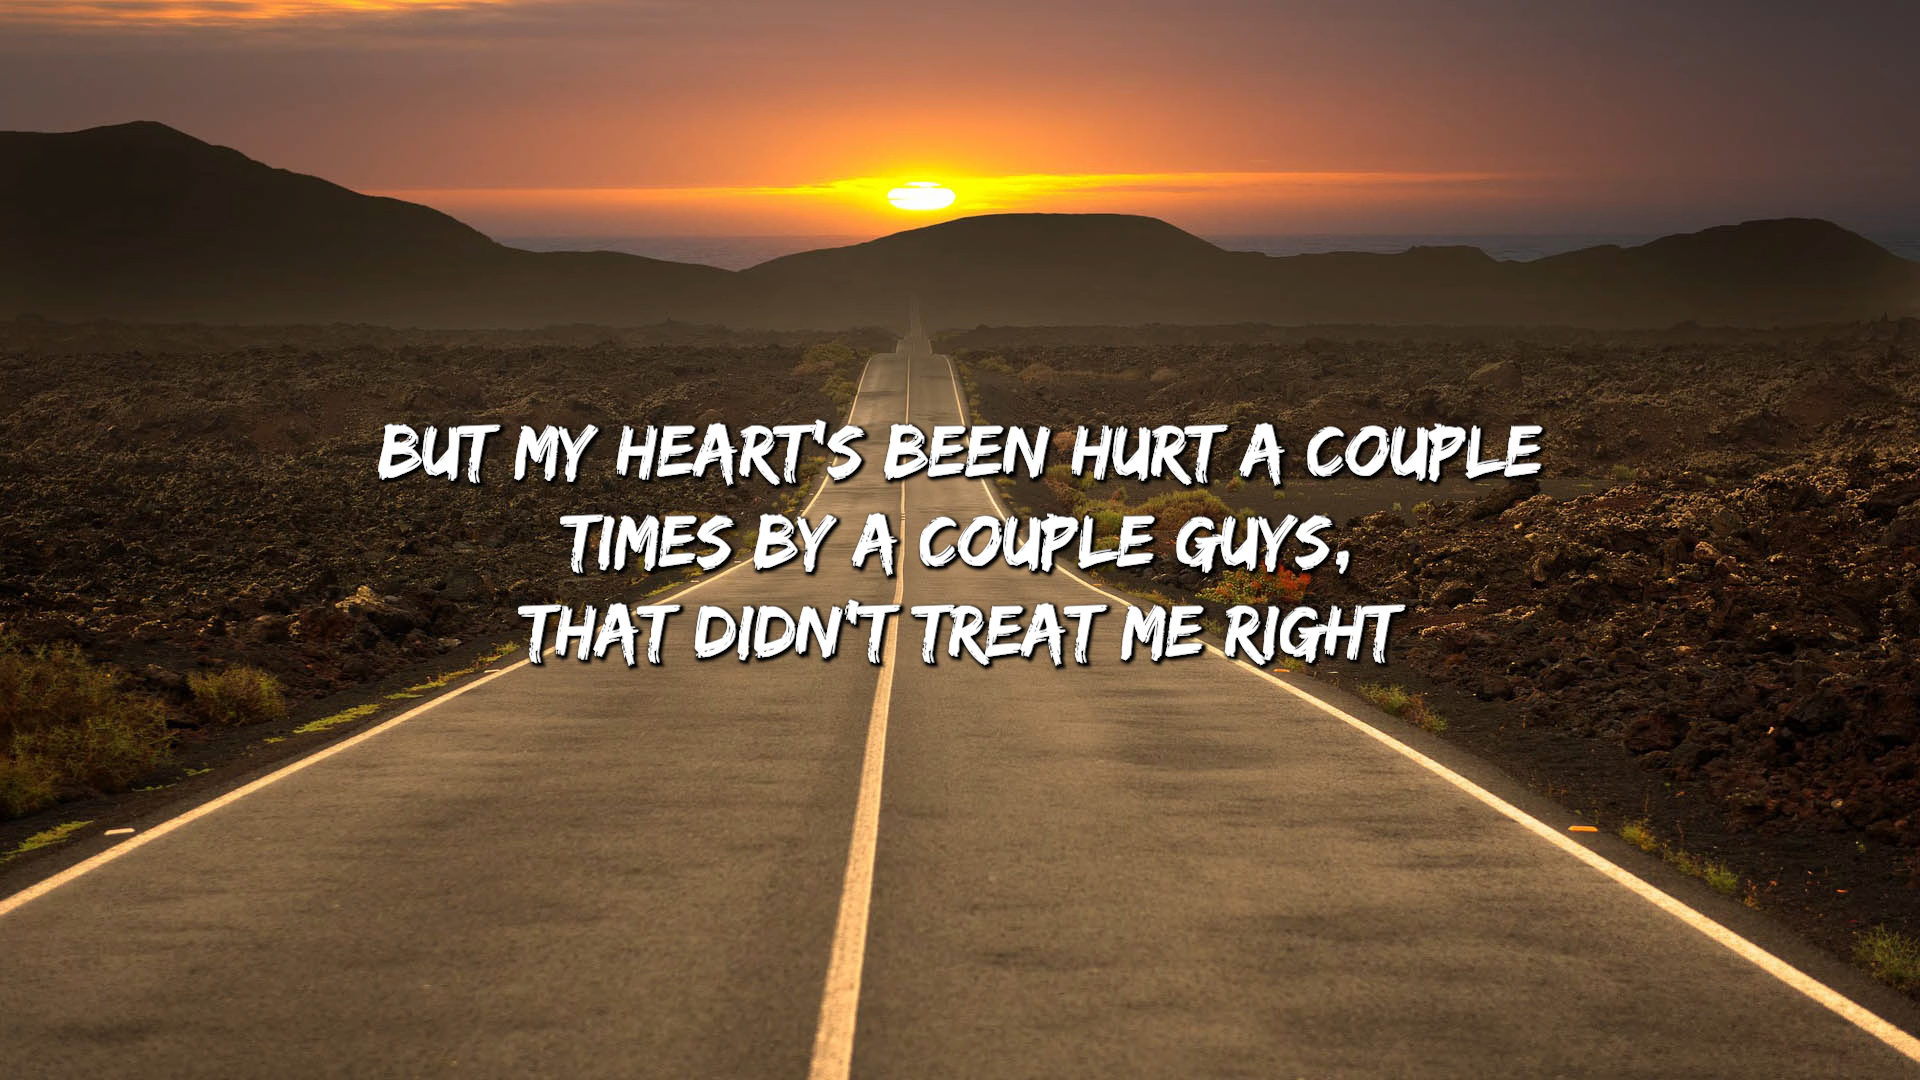 BUT MY HEART'S BEEN HURT A COUPLE
TIMES BY A COUPLE GUYS,
THAT DIDN'T TREAT ME RIGHT